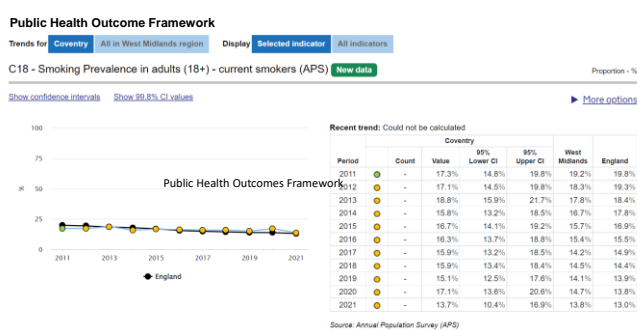 Public Health Outcome Framework
Trends for Coventry All in West Midlands region Display Selected indicator All indicators
C18 - Smoking Prevalence in adults (18+) - current smokers (APS) New data Proportion - %
Show confidence intervals Show 99.8% CI values More options
100
75
50
25
0
%
2011 2013 2015 2017 2019 2021
England
Public Health Outcomes Framework
Recent trend: Could not be calculated
Coventry
Period Count Value 95% Lower CI 95% Upper CI West Midlands England
2011 - 17.3% 14.8% 19.8% 19.2% 19.8%
2012 - 17.1% 14.5% 19.8% 18.3% 19.3%
2013 - 18.8% 15.9% 21.7% 17.8% 18.4%
2014 - 15.8% 13.2% 18.5% 16.7% 17.8%
2015 - 16.7% 14.1% 19.2% 15.7% 16.9%
2016 - 16.3% 13.7% 18.8% 15.4% 15.5%
2017 - 15.9% 13.2% 18.5% 14.2% 14.9%
2018 - 15.9% 13.4% 18.4% 14.5% 14.4%
2019 - 15.1% 12.5% 17.6% 14.1% 13.9%
2020 - 17.1% 13.6% 20.6% 14.7% 13.8%
2021 - 13.7% 10.4% 16.9% 13.8% 13.0%
Source: Annual Population Survey (APS)